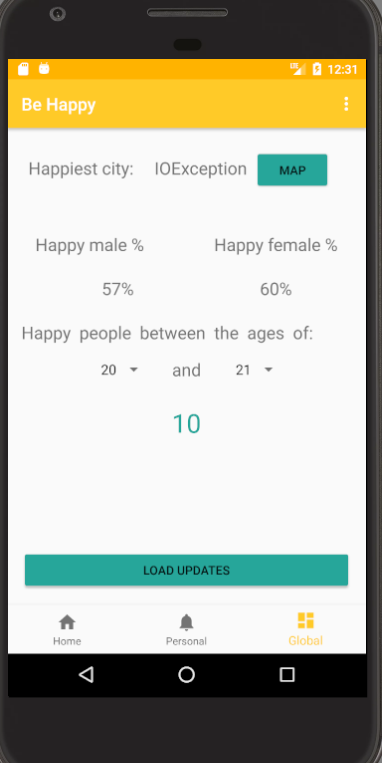 12:31
Be Happy
Happiest city: IOException MAP
Happy male % Happy female %
57% 60%
Happy people between the ages of:
20 and 21
10
LOAD UPDATES
Home Personal Global